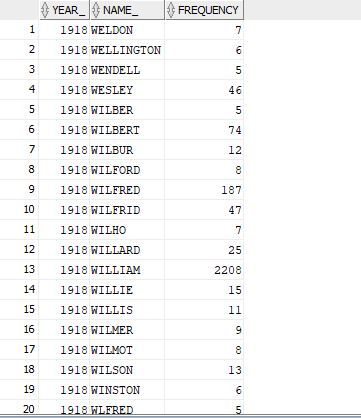 YEAR_ NAME_ FREQUENCY
1 1918 WELDON 7
2 1918 WELLINGTON 6
3 1918 WENDELL 5
4 1918 WESLEY 46
5 1918 WILBER 5
6 1918 WILBERT 74
7 1918 WILBUR 12
8 1918 WILFORD 8
9 1918 WILFRED 187
10 1918 WILFRID 47
11 1918 WILHO 7
12 1918 WILLARD 25
13 1918 WILLIAM 2208
14 1918 WILLIE 15
15 1918 WILLIS 11
16 1918 WILMER 9
17 1918 WILMOT 8
18 1918 WILSON 13
19 1918 WINSTON 6
20 1918 WLFRED 5